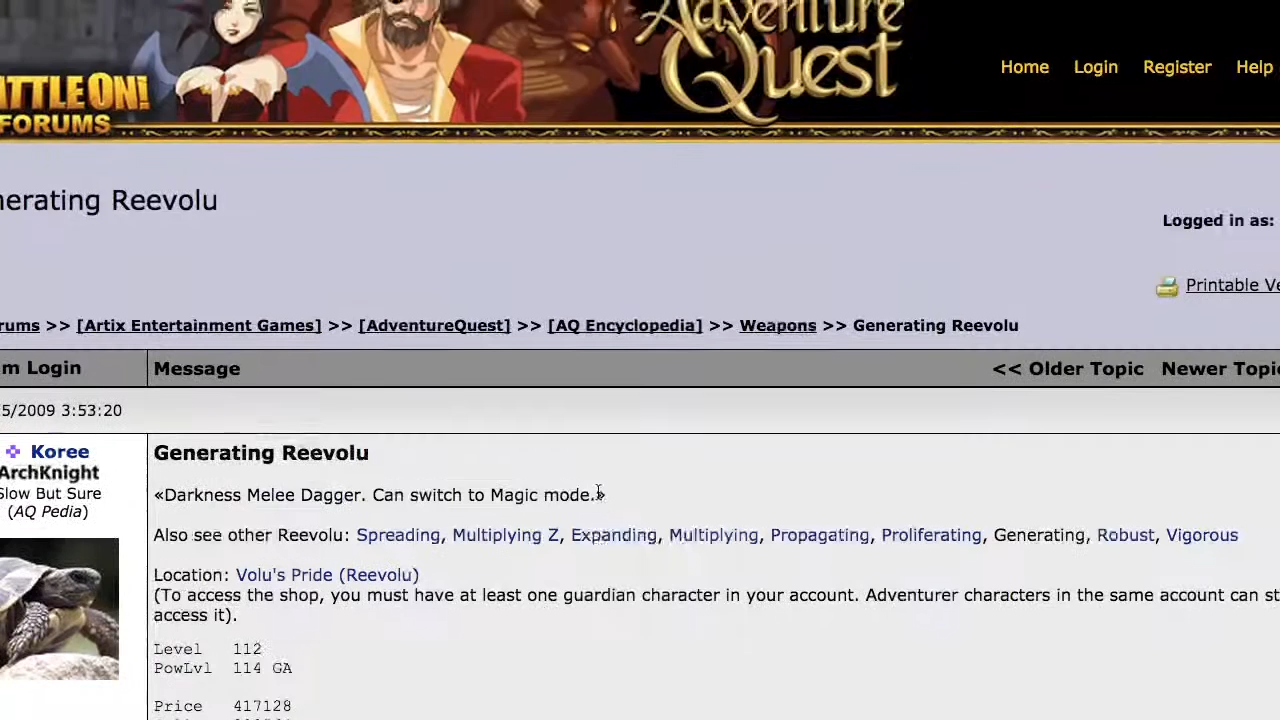 Adventure
Quest
BATTLEON!
FORUMS
Home Login Register Help
nerating Reevolu
Logged in as:
Printable Ve
rums >> [Artix Entertainment Games] >> [AdventureQuest] >> [AQ Encyclopedia] >> Weapons >> Generating Reevolu
m Login Message << Older Topic Newer Topi
5/2009 3:53:20
Koree
ArchKnight
Slow But Sure
(AQ Pedia)
Generating Reevolu
«Darkness Melee Dagger. Can switch to Magic mode.»
Also see other Reevolu: Spreading, Multiplying Z, Expanding, Multiplying, Propagating, Proliferating, Generating, Robust, Vigorous
Location: Volu's Pride (Reevolu)
(To access the shop, you must have at least one guardian character in your account. Adventurer characters in the same account can st
access it).
Level 112
PowLvl 114 GA
Price 417128